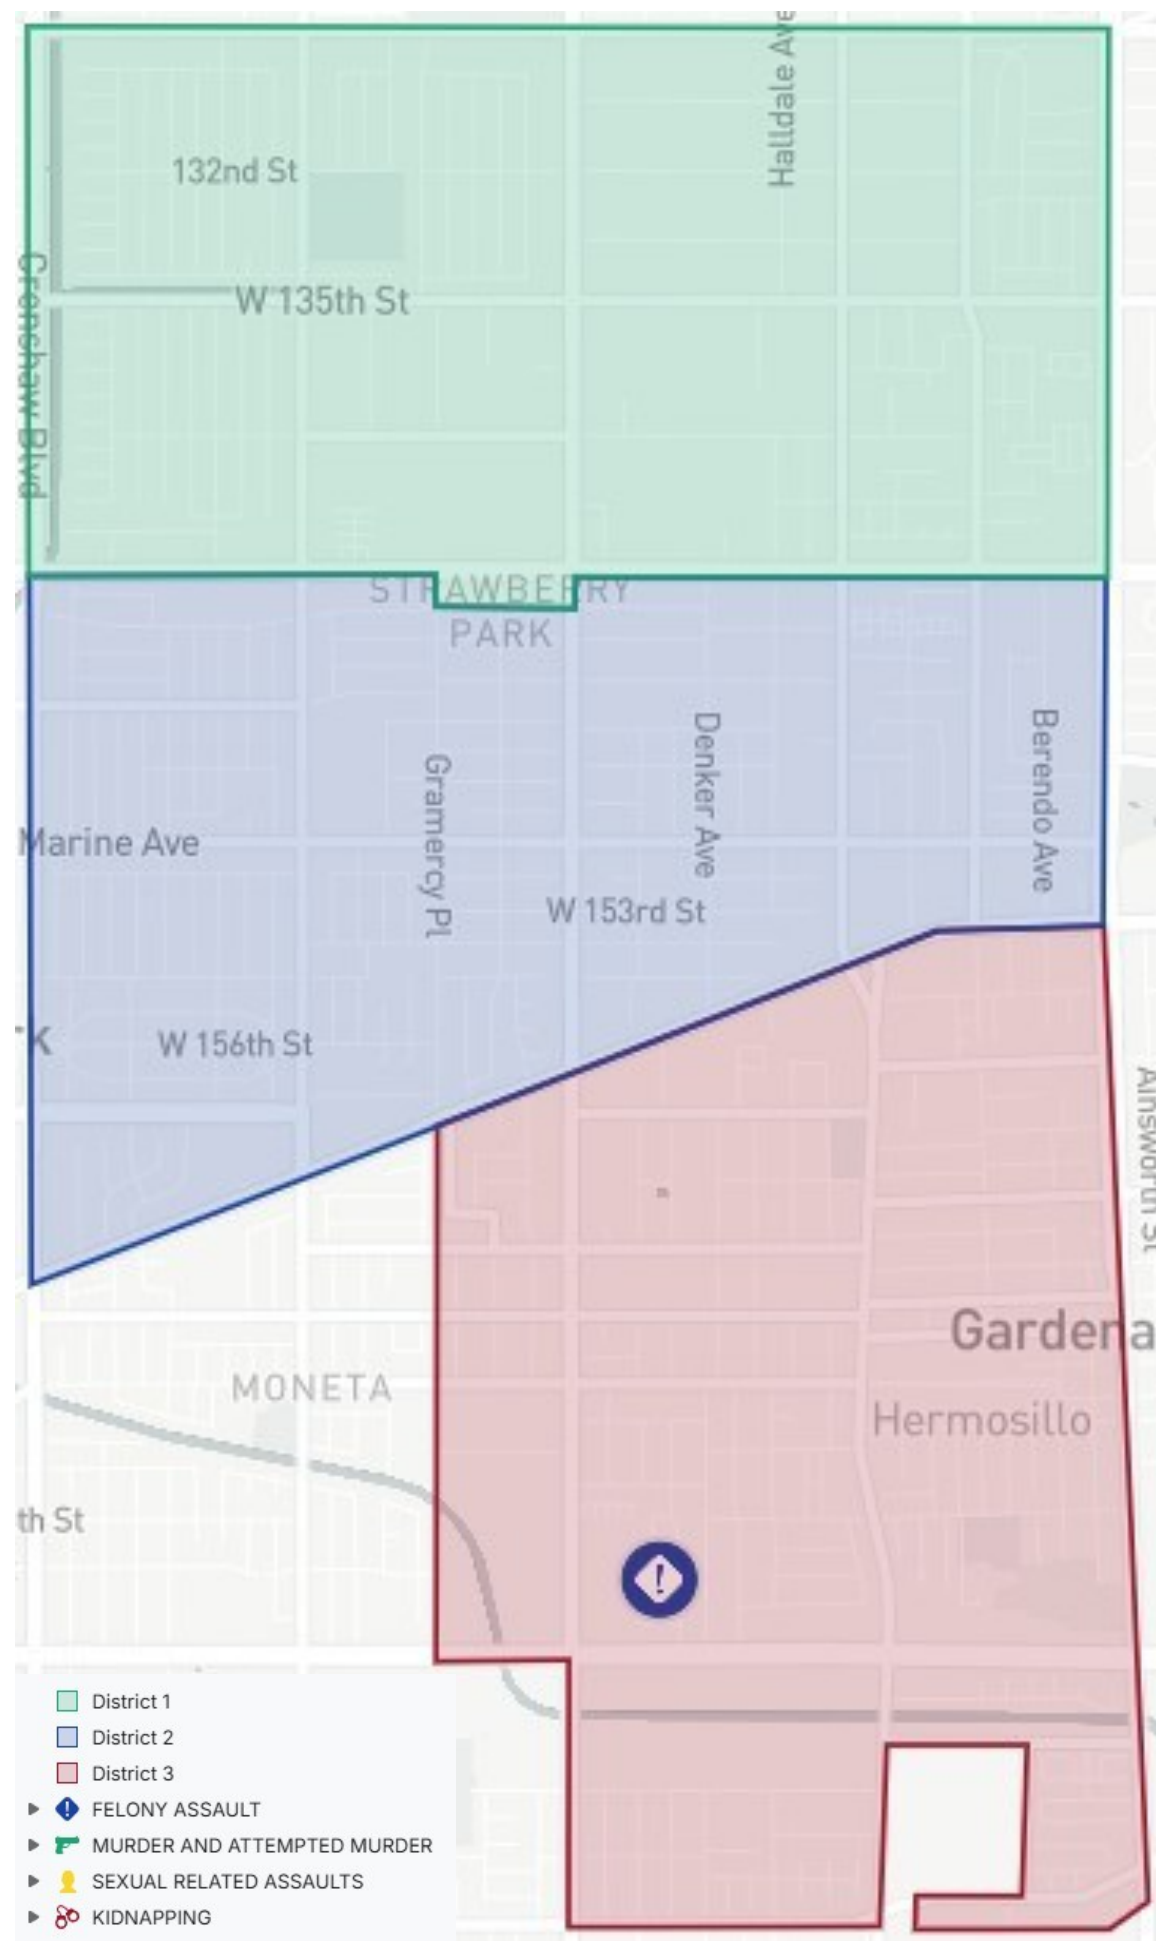 Halldale Ave
132nd St
W 135th St
Crenshaw Blvd
STRAWBERRY
PARK
Denker Ave
Berendo Ave
Gramercy Pl
Marine Ave
W 153rd St
W 156th St
Ainsworth St
Gardena
MONETA
Hermosillo
th St
District 1
District 2
District 3
FELONY ASSAULT
MURDER AND ATTEMPTED MURDER
SEXUAL RELATED ASSAULTS
KIDNAPPING